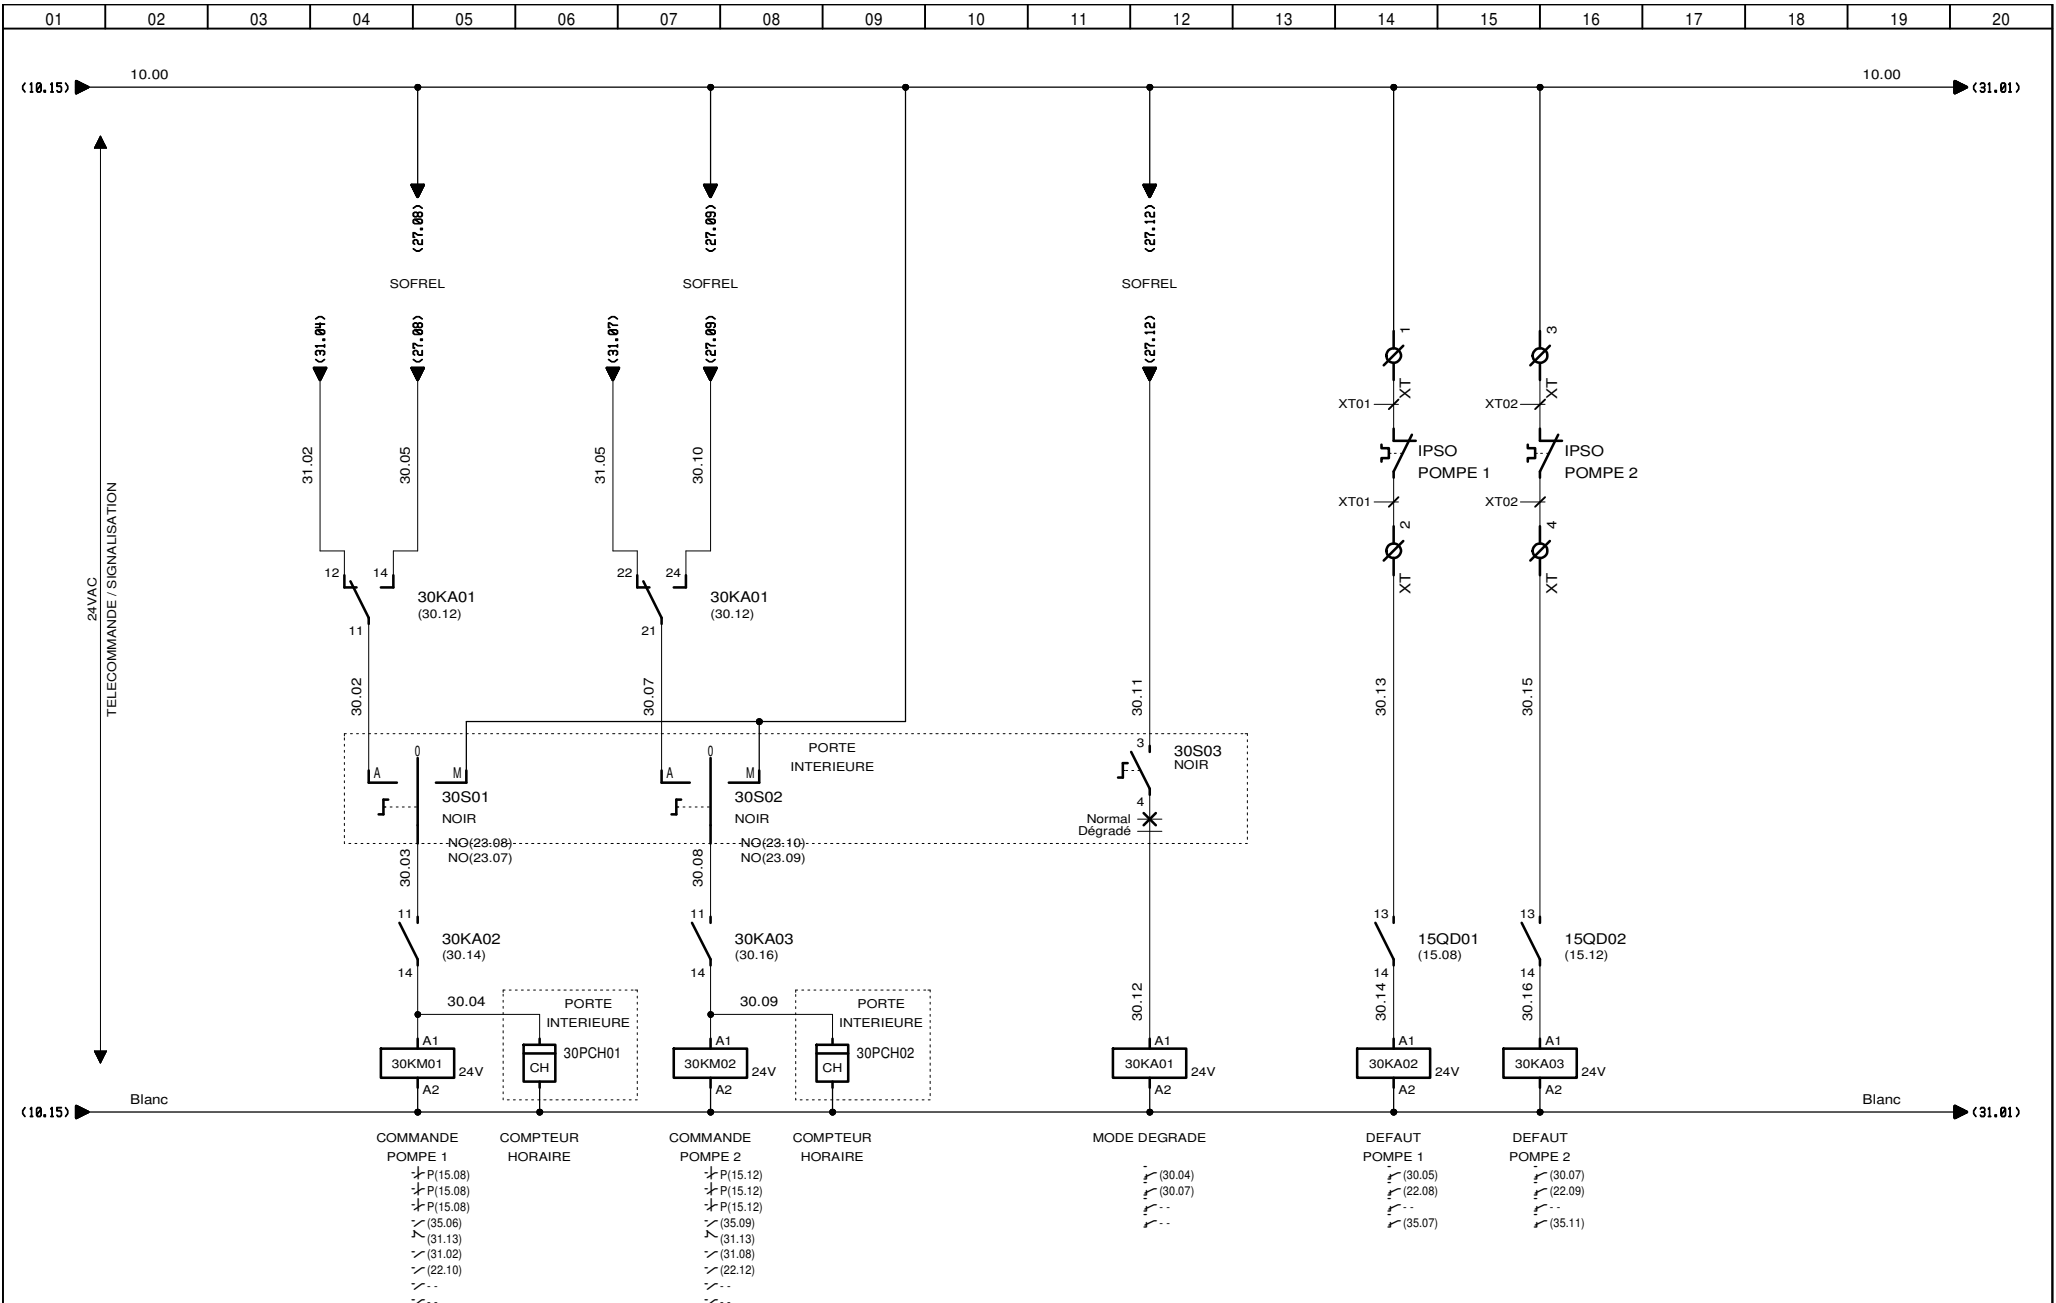 01 02 03 04 05 06 07 08 09 10 11 12 13 14 15 16 17 18 19 20
10.00 10.00
(10.15) (31.01)
(27.08) (27.09) (27.12)
SOFREL SOFREL SOFREL
(31.04) (27.08) (31.07) (27.09) (27.12)
1 3
XT XT
XT01 XT02
31.02 30.05 31.05 30.10
IPSO IPSO
POMPE 1 POMPE 2
XT01 XT02
2 4
XT XT
24VAC
TELECOMMANDE / SIGNALISATION
12 14 22 24
30KA01 30KA01
(30.12) (30.12)
11 21
30.02 30.07 30.11 30.13 30.15
PORTE
INTERIEURE
0 0
A M A M
3
30S03
NOIR
30S01 30S02
4
NOIR NOIR
Normal
Dégradé
NO(23.08) NO(23.10)
NO(23.07) NO(23.09)
30.03 30.08
11 11 13 13
30KA02 30KA03 15QD01 15QD02
(30.14) (30.16) (15.08) (15.12)
14 14 14 14
30.04 30.09 30.12 30.14 30.16
PORTE PORTE
INTERIEURE INTERIEURE
A1 A1 A1 A1 A1
30PCH01 30PCH02
30KM01 CH 30KM02 CH 30KA01 30KA02 30KA03
24V 24V 24V 24V 24V
A2 A2 A2 A2 A2
Blanc Blanc
(10.15) (31.01)
COMMANDE COMPTEUR COMMANDE COMPTEUR MODE DEGRADE DEFAUT DEFAUT
POMPE 1 HORAIRE POMPE 2 HORAIRE POMPE 1 POMPE 2
P(15.08) P(15.12) (30.04) (30.05) (30.07)
P(15.08) P(15.12) (30.07) (22.08) (22.09)
P(15.08) P(15.12) -- -- --
(35.06) (35.09) -- (35.07) (35.11)
(31.13) (31.13)
(31.02) (31.08)
(22.10) (22.12)
-- --
-- --